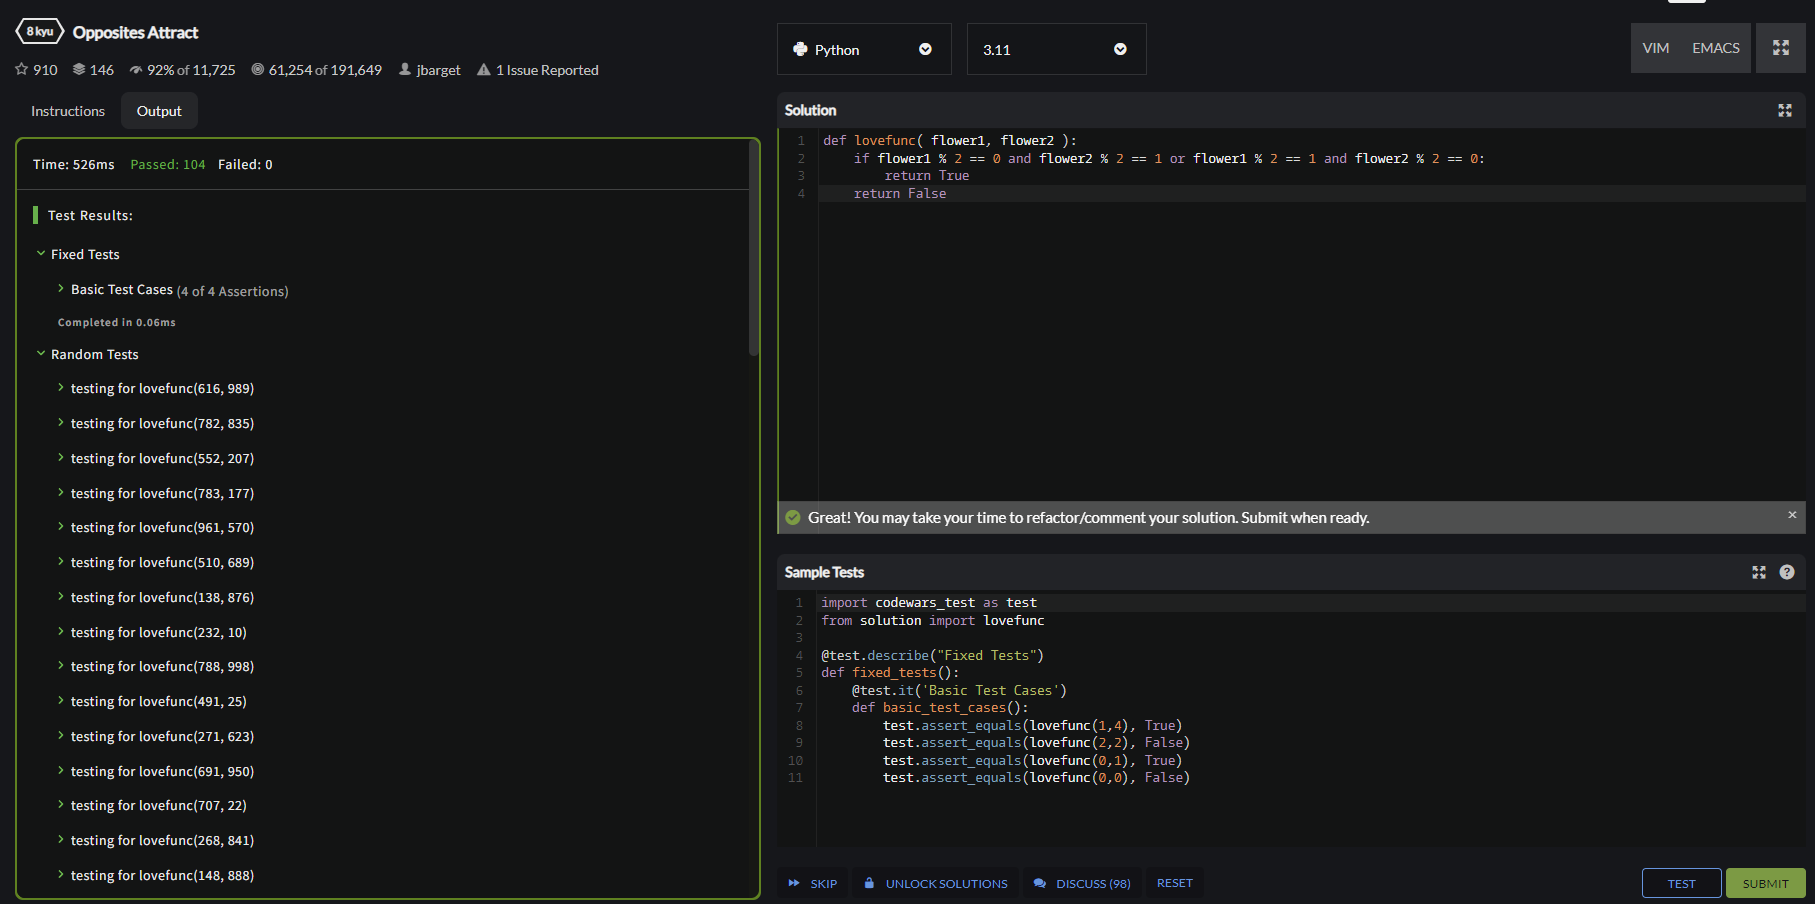 8 kyu Opposites Attract
910 146 92% of 11,725 61,254 of 191,649 jbarget 1 Issue Reported
Instructions Output
Time: 526ms Passed: 104 Failed: 0
Test Results:
Fixed Tests
Basic Test Cases (4 of 4 Assertions)
Completed in 0.06ms
Random Tests
testing for lovefunc(616, 989)
testing for lovefunc(782, 835)
testing for lovefunc(552, 207)
testing for lovefunc(783, 177)
testing for lovefunc(961, 570)
testing for lovefunc(510, 689)
testing for lovefunc(138, 876)
testing for lovefunc(232, 10)
testing for lovefunc(788, 998)
testing for lovefunc(491, 25)
testing for lovefunc(271, 623)
testing for lovefunc(691, 950)
testing for lovefunc(707, 22)
testing for lovefunc(268, 841)
testing for lovefunc(148, 888)
Python 3.11 VIM EMACS
Solution
1 def lovefunc( flower1, flower2 ):
2     if flower1 % 2 == 0 and flower2 % 2 == 1 or flower1 % 2 == 1 and flower2 % 2 == 0:
3         return True
4     return False
Great! You may take your time to refactor/comment your solution. Submit when ready. ×
Sample Tests ?
1 import codewars_test as test
2 from solution import lovefunc
3
4 @test.describe("Fixed Tests")
5 def fixed_tests():
6     @test.it('Basic Test Cases')
7     def basic_test_cases():
8         test.assert_equals(lovefunc(1,4), True)
9         test.assert_equals(lovefunc(2,2), False)
10         test.assert_equals(lovefunc(0,1), True)
11         test.assert_equals(lovefunc(0,0), False)
SKIP UNLOCK SOLUTIONS DISCUSS (98) RESET TEST SUBMIT